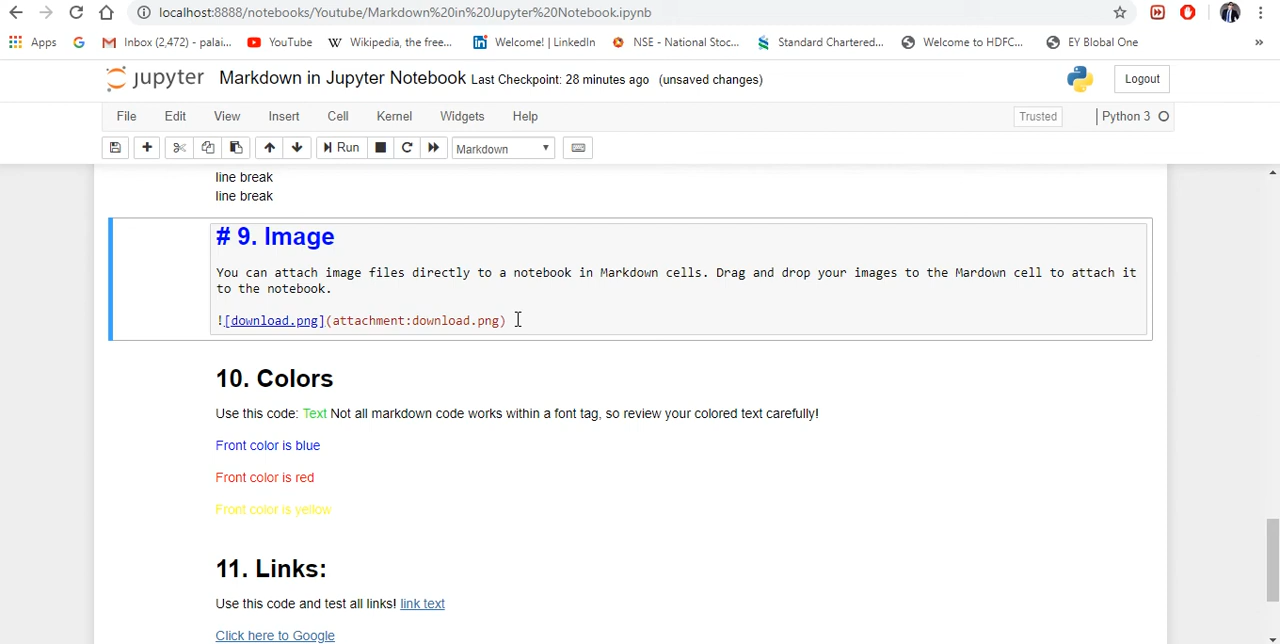 localhost:8888/notebooks/Youtube/Markdown%20in%20Jupyter%20Notebook.ipynb
Apps Inbox (2,472) - palai... YouTube Wikipedia, the free... Welcome! | LinkedIn NSE - National Stoc... Standard Chartered... Welcome to HDFC... EY Blobal One »
jupyter Markdown in Jupyter Notebook Last Checkpoint: 28 minutes ago (unsaved changes) Logout
File Edit View Insert Cell Kernel Widgets Help Trusted Python 3
Run Markdown
line break
line break
# 9. Image
You can attach image files directly to a notebook in Markdown cells. Drag and drop your images to the Mardown cell to attach it
to the notebook.
![download.png](attachment:download.png)
10. Colors
Use this code: Text Not all markdown code works within a font tag, so review your colored text carefully!
Front color is blue
Front color is red
Front color is yellow
11. Links:
Use this code and test all links! link text
Click here to Google